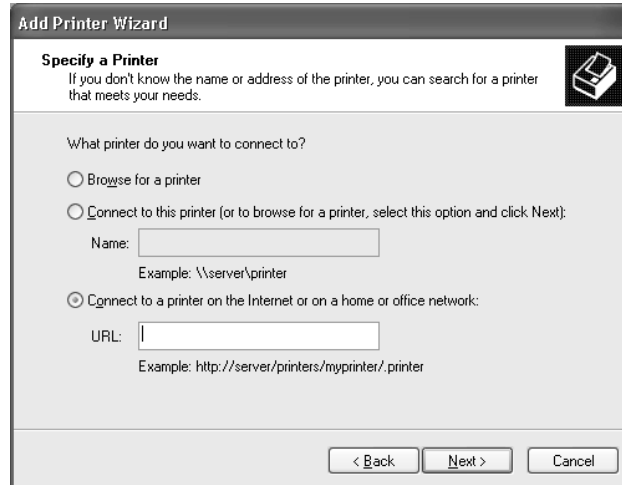 Add Printer Wizard
Specify a Printer
If you don't know the name or address of the printer, you can search for a printer
that meets your needs.
What printer do you want to connect to?
Browse for a printer
Connect to this printer (or to browse for a printer, select this option and click Next):
Name:
Example: \\server\printer
Connect to a printer on the Internet or on a home or office network:
URL:
Example: http://server/printers/myprinter/.printer
< Back Next > Cancel